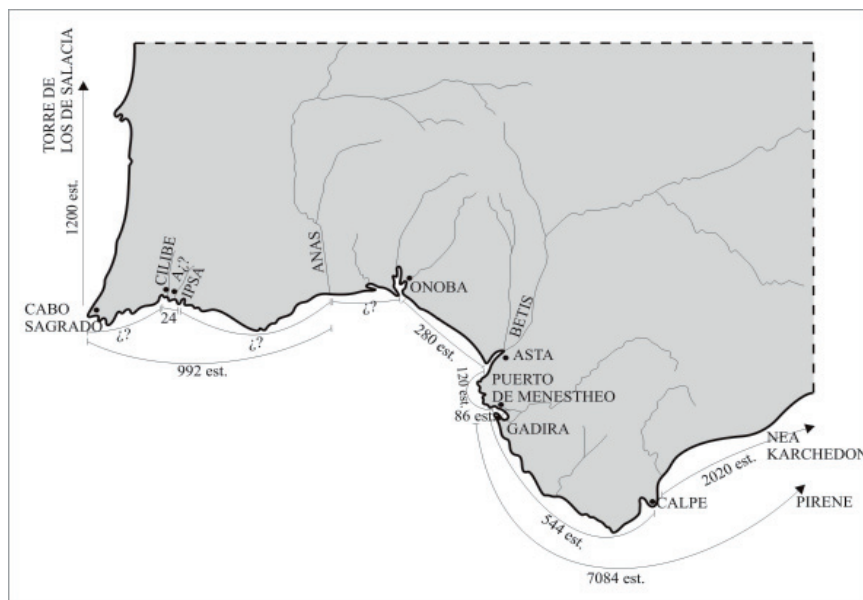 TORRE DE
LOS DE SALACIA
1200 est.
CILIBE
A¿?
IPSA
ANAS
ONOBA
CABO
SAGRADO
24
¿?
¿?
¿?
992 est.
280 est.
BETIS
ASTA
120 est.
PUERTO
DE MENESTHEO
86 est.
GADIRA
NEA
KARCHEDON
2020 est.
CALPE
PIRENE
544 est.
7084 est.